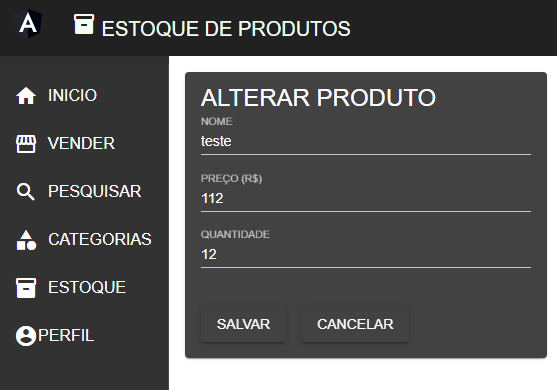 A
ESTOQUE DE PRODUTOS
INICIO
VENDER
PESQUISAR
CATEGORIAS
ESTOQUE
PERFIL
ALTERAR PRODUTO
NOME
teste
PREÇO (R$)
112
QUANTIDADE
12
SALVAR CANCELAR